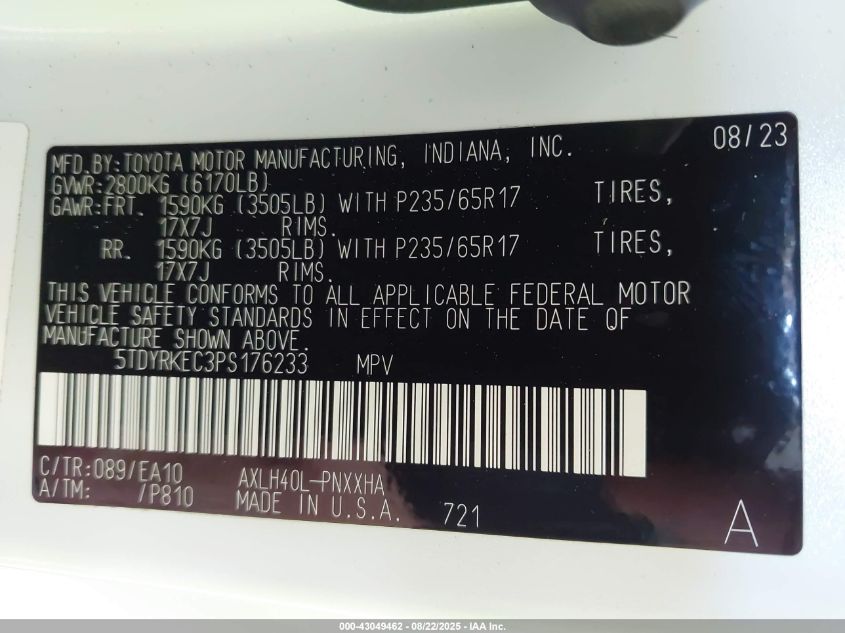 08/23
MFD.BY:TOYOTA MOTOR MANUFACTURING, INDIANA, INC.
GVWR:2800KG (6170LB)
GAWR:FRT. 1590KG (3505LB) WITH P235/65R17 TIRES,
17X7J RIMS.
RR. 1590KG (3505LB) WITH P235/65R17 TIRES,
17X7J RIMS.
THIS VEHICLE CONFORMS TO ALL APPLICABLE FEDERAL MOTOR
VEHICLE SAFETY STANDARDS IN EFFECT ON THE DATE OF
MANUFACTURE SHOWN ABOVE.
5TDYRKEC3PS176233 MPV
C/TR:089/EA10 AXLH40L-PNXXHA
A/TM: /P810 MADE IN U.S.A. 721
A
000-43049462 - 08/22/2025 - IAA Inc.